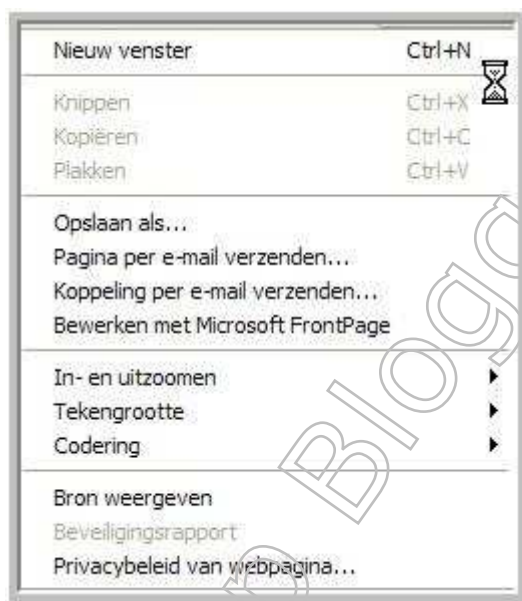 Nieuw venster Ctrl+N
Knippen Ctrl+X
Kopiëren Ctrl+C
Plakken Ctrl+V
Opslaan als...
Pagina per e-mail verzenden...
Koppeling per e-mail verzenden...
Bewerken met Microsoft FrontPage
In- en uitzoomen
Tekengrootte
Codering
Bron weergeven
Beveiligingsrapport
Privacybeleid van webpagina...